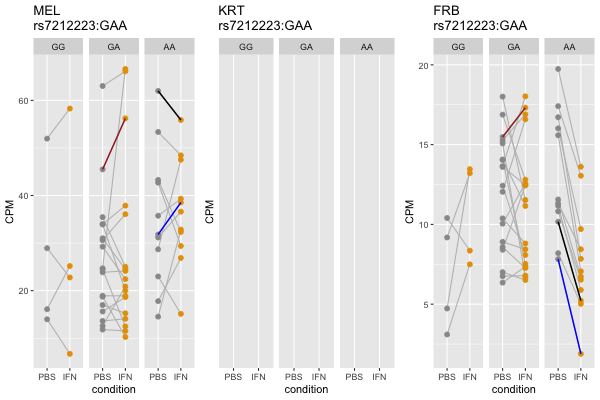 MEL
rs7212223:GAA
GG GA AA
CPM
60
40
20
PBS IFN PBS IFN PBS IFN
condition
KRT
rs7212223:GAA
GG GA AA
CPM
PBS IFN PBS IFN PBS IFN
condition
FRB
rs7212223:GAA
GG GA AA
CPM
20
15
10
5
PBS IFN PBS IFN PBS IFN
condition